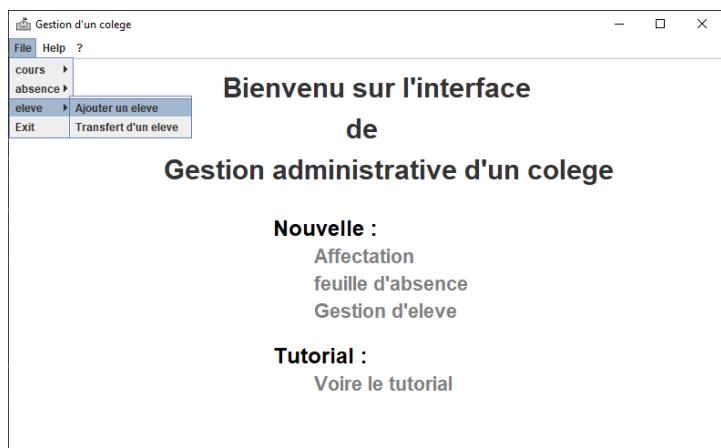 Gestion d'un colege
File Help ?
cours
absence
eleve
Exit
Ajouter un eleve
Transfert d'un eleve
Bienvenu sur l'interface
de
Gestion administrative d'un colege
Nouvelle :
Affectation
feuille d'absence
Gestion d'eleve
Tutorial :
Voire le tutorial